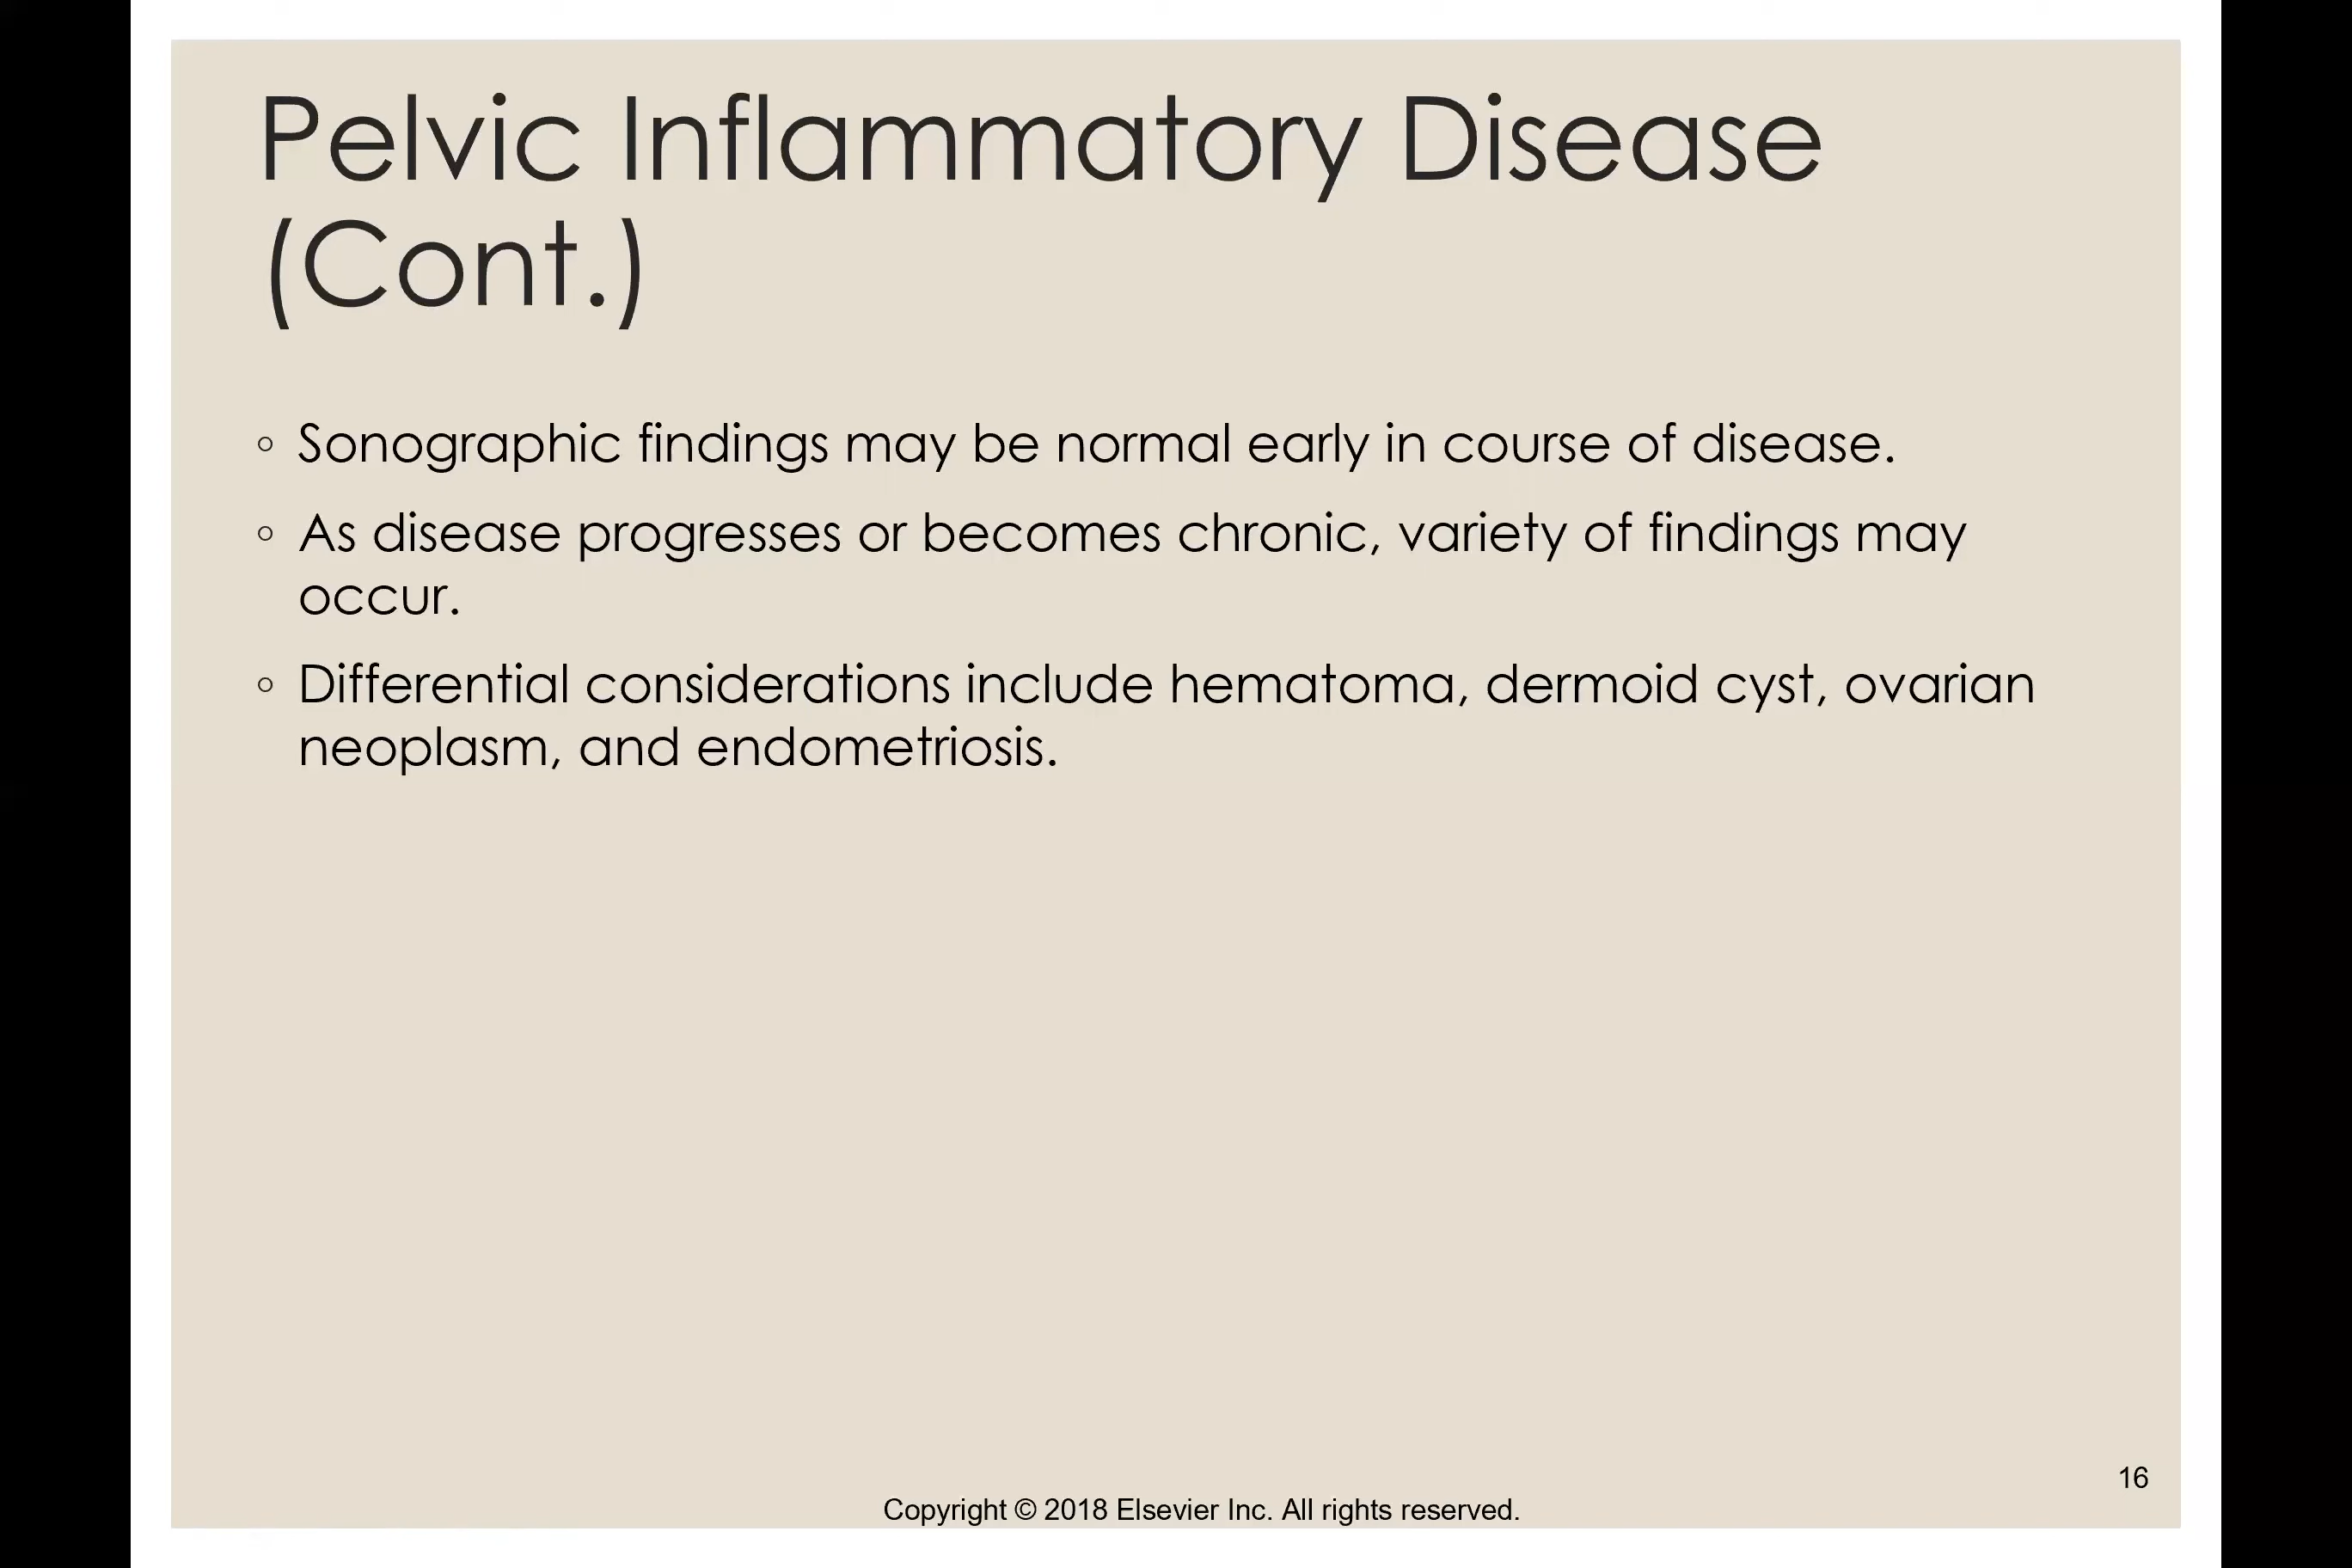 Pelvic Inflammatory Disease
(Cont.)
◦ Sonographic findings may be normal early in course of disease.
◦ As disease progresses or becomes chronic, variety of findings may
occur.
◦ Differential considerations include hematoma, dermoid cyst, ovarian
neoplasm, and endometriosis.
16
Copyright © 2018 Elsevier Inc. All rights reserved.